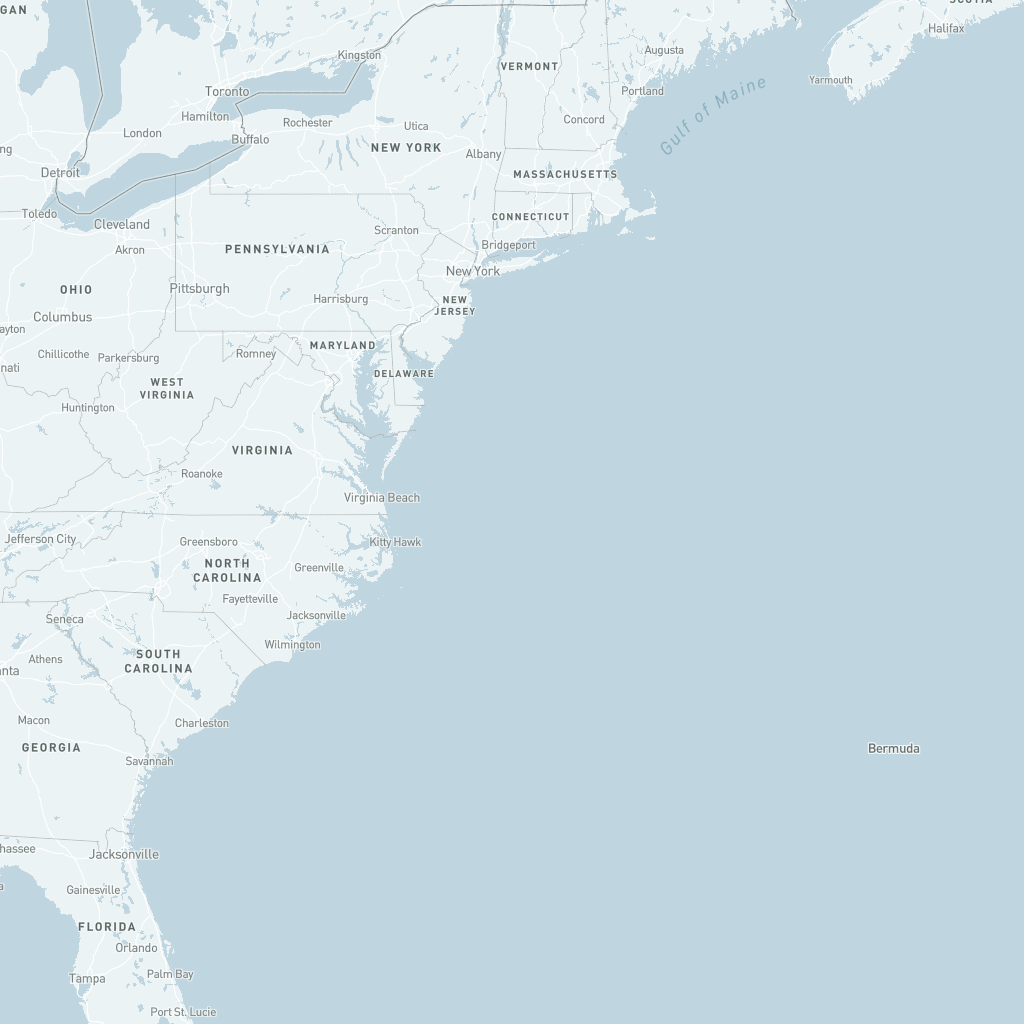 GAN
SCOTIA
Halifax
Kingston
Augusta
VERMONT
Yarmouth
Toronto
Portland
Gulf of Maine
Hamilton
Rochester
Concord
London
Utica
Buffalo
NEW YORK
ng
Albany
Detroit
MASSACHUSETTS
Toledo
Cleveland
CONNECTICUT
Scranton
Akron
PENNSYLVANIA
Bridgeport
New York
OHIO
Pittsburgh
Harrisburg
NEW
JERSEY
Columbus
ayton
MARYLAND
Chillicothe
Parkersburg
Romney
nati
DELAWARE
WEST
VIRGINIA
Huntington
VIRGINIA
Roanoke
Virginia Beach
Jefferson City
Greensboro
Kitty Hawk
NORTH
CAROLINA
Greenville
Fayetteville
Jacksonville
Seneca
Wilmington
Athens
SOUTH
CAROLINA
anta
Macon
Charleston
GEORGIA
Bermuda
Savannah
hassee
Jacksonville
a
Gainesville
FLORIDA
Orlando
Tampa
Palm Bay
Port St. Lucie